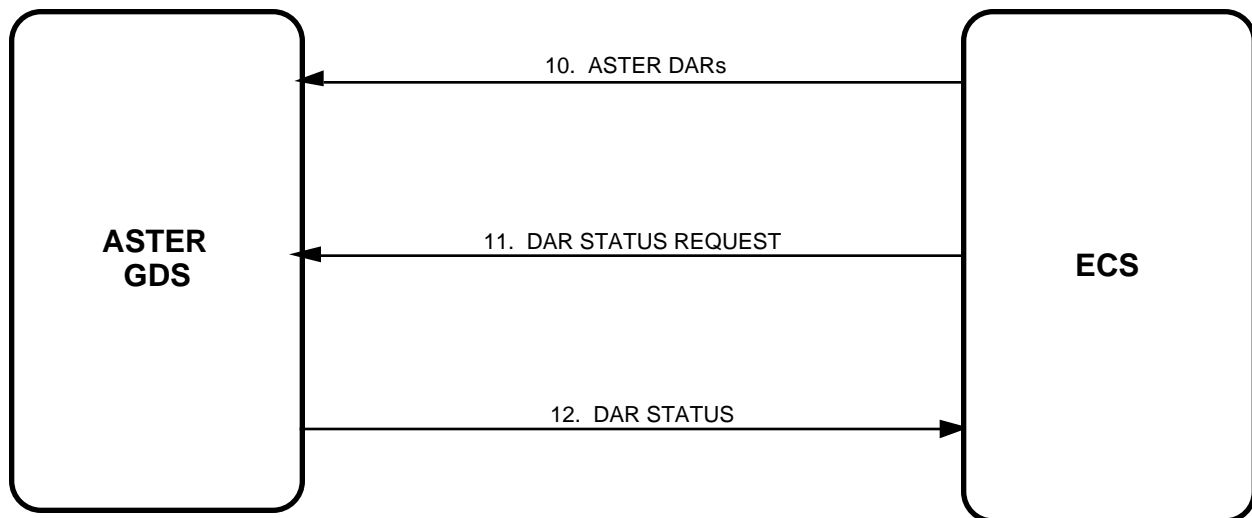 10. ASTER DARs
11. DAR STATUS REQUEST
ASTER
GDS
ECS
12. DAR STATUS